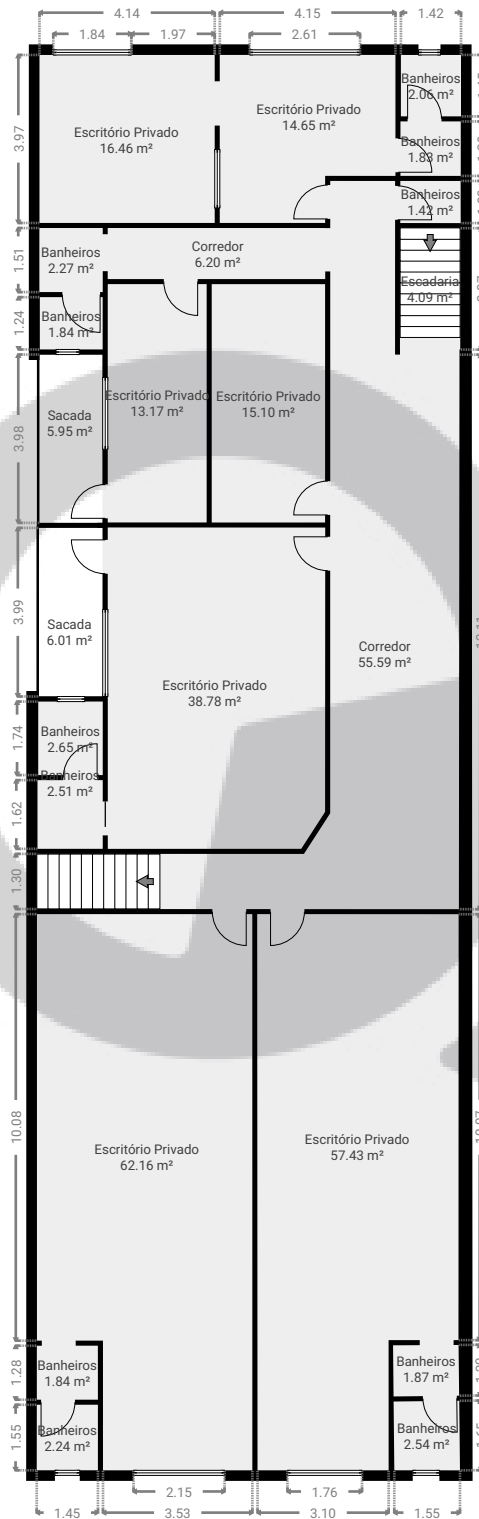 4.14
4.15
1.42
1.84
1.97
2.61
Banheiros
2.06 m²
Escritório Privado
14.65 m²
Escritório Privado
16.46 m²
3.97
Banheiros
1.83 m²
Banheiros
1.42 m²
Corredor
6.20 m²
Banheiros
2.27 m²
1.51
Escadaria
4.09 m²
Banheiros
1.84 m²
1.24
Escritório Privado
13.17 m²
Escritório Privado
15.10 m²
Sacada
5.95 m²
3.98
Sacada
6.01 m²
3.99
Corredor
55.59 m²
Escritório Privado
38.78 m²
Banheiros
2.65 m²
1.74
Banheiros
2.51 m²
1.62
1.30
Escritório Privado
62.16 m²
Escritório Privado
57.43 m²
10.08
Banheiros
1.84 m²
Banheiros
1.87 m²
1.28
Banheiros
2.24 m²
Banheiros
2.54 m²
1.55
2.15
1.76
1.45
3.53
3.10
1.55